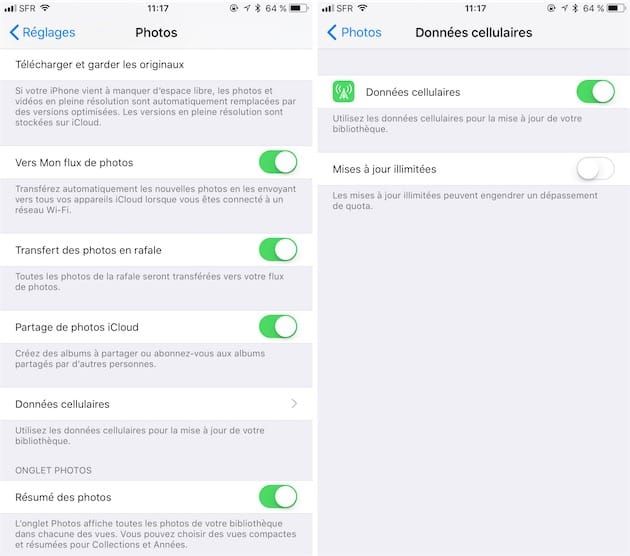 SFR 11:17 64 %
Réglages Photos
Télécharger et garder les originaux
Si votre iPhone vient à manquer d'espace libre, les photos et
vidéos en pleine résolution sont automatiquement remplacées par
des versions optimisées. Les versions en pleine résolution sont
stockées sur iCloud.
Vers Mon flux de photos
Transférez automatiquement les nouvelles photos en les envoyant
vers tous vos appareils iCloud lorsque vous êtes connecté à un
réseau Wi-Fi.
Transfert des photos en rafale
Toutes les photos de la rafale seront transférées vers votre flux
de photos.
Partage de photos iCloud
Créez des albums à partager ou abonnez-vous aux albums
partagés par d'autres personnes.
Données cellulaires
Utilisez les données cellulaires pour la mise à jour de votre
bibliothèque.
ONGLET PHOTOS
Résumé des photos
L'onglet Photos affiche toutes les photos de votre bibliothèque
dans chacune des vues. Vous pouvez choisir des vues compactes
et résumées pour Collections et Années.
SFR 11:17 64 %
Photos Données cellulaires
Données cellulaires
Utilisez les données cellulaires pour la mise à jour de votre
bibliothèque.
Mises à jour illimitées
Les mises à jour illimitées peuvent engendrer un dépassement
de quota.